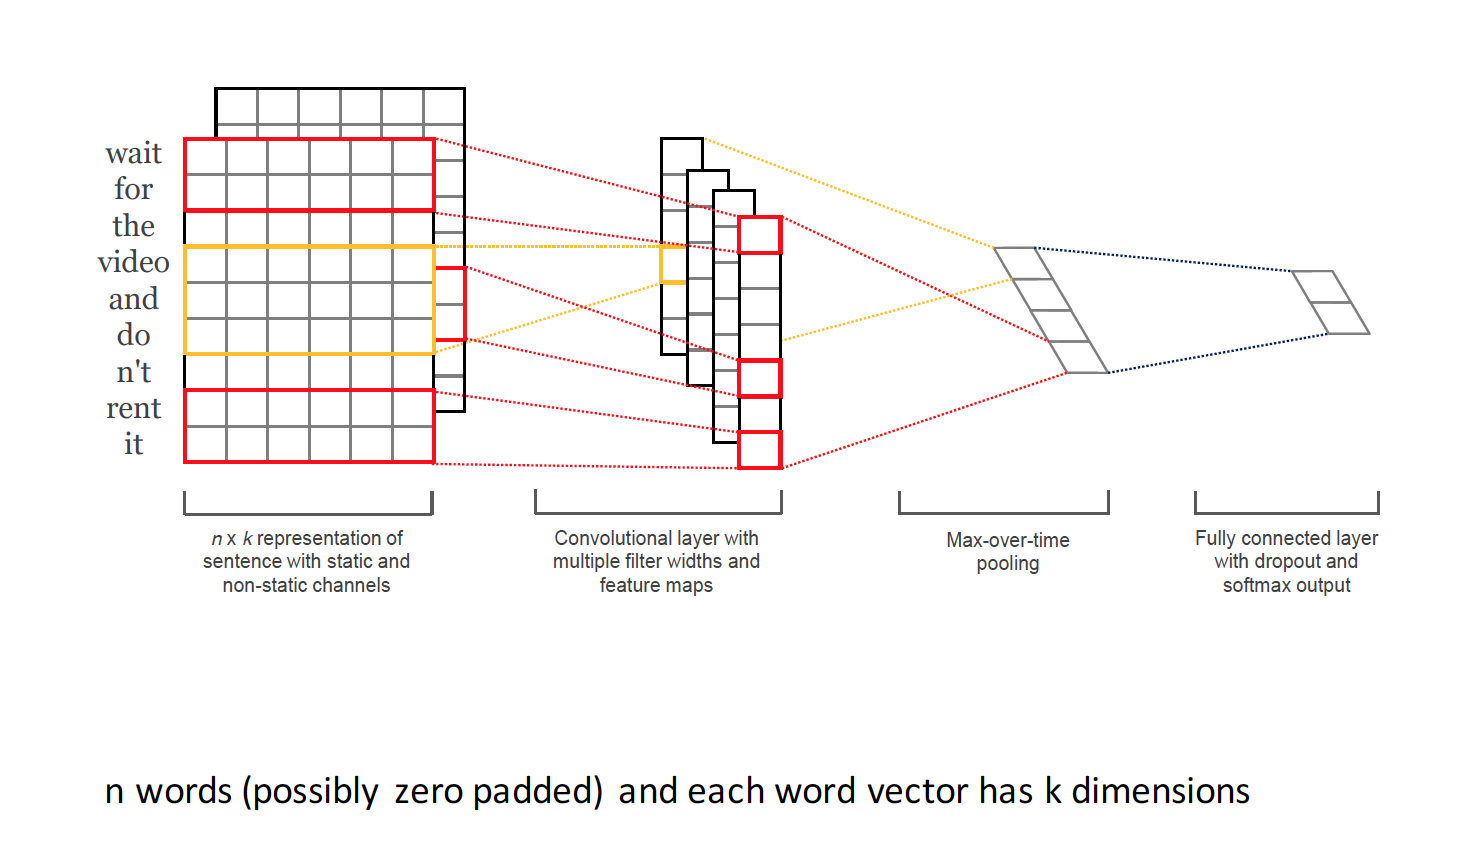 wait
for
the
video
and
do
n't
rent
it
n x k representation of
sentence with static and
non-static channels
Convolutional layer with
multiple filter widths and
feature maps
Max-over-time
pooling
Fully connected layer
with dropout and
softmax output
n words (possibly zero padded) and each word vector has k dimensions